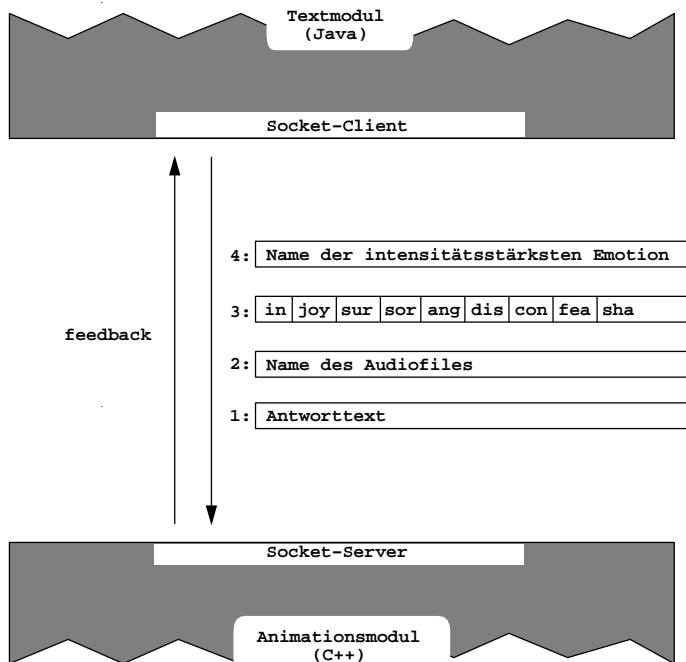 Textmodul
(Java)
Socket-Client
4: Name der intensitätsstärksten Emotion
3: in joy sur sor ang dis con fea sha
feedback
2: Name des Audiofiles
1: Antworttext
Socket-Server
Animationsmodul
(C++)